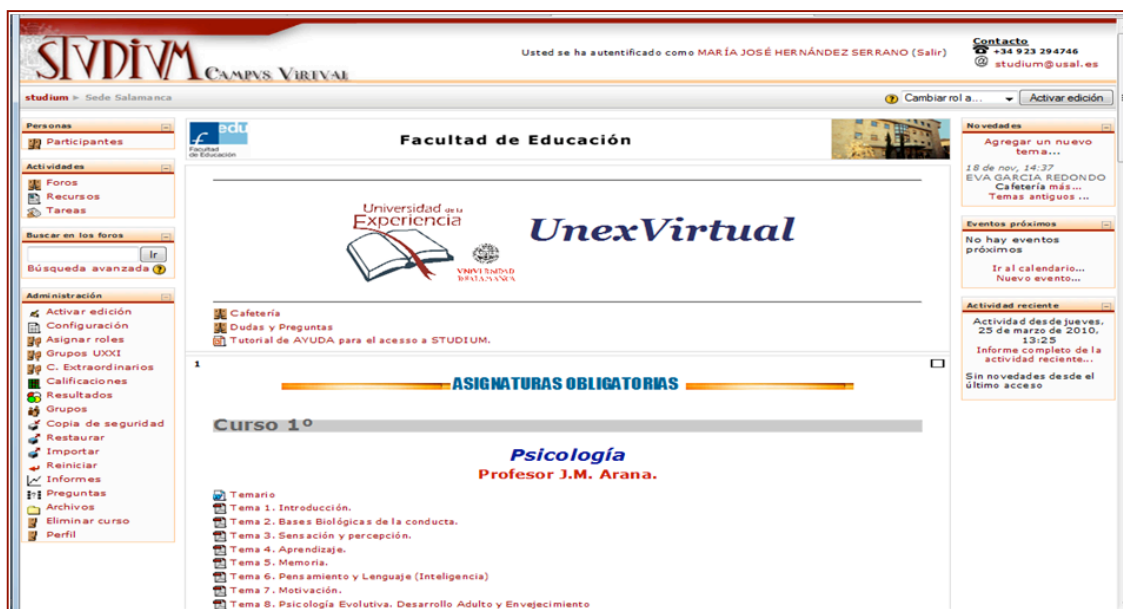 STVDIVM CAMPVS VIRTVAL
Usted se ha autentificado como MARÍA JOSÉ HERNÁNDEZ SERRANO (Salir)
Contacto
+34 923 294746
@ studium@usal.es
studium ► Sede Salamanca
Cambiar rol a...
Activar edición
Personas
Participantes
Actividades
Foros
Recursos
Tareas
Buscar en los foros
Ir
Búsqueda avanzada
Administración
Activar edición
Configuración
Asignar roles
Grupos UXXI
C. Extraordinarios
Calificaciones
Resultados
Grupos
Copia de seguridad
Restaurar
Importar
Reiniciar
Informes
Preguntas
Archivos
Eliminar curso
Perfil
f edu
Facultad
de Educación
Facultad de Educación
Universidad de la
Experiencia
VNIVERSIDAD
D SALAMANCA
UnexVirtual
Cafetería
Dudas y Preguntas
Tutorial de AYUDA para el acesso a STUDIUM.
1
ASIGNATURAS OBLIGATORIAS
Curso 1º
Psicología
Profesor J.M. Arana.
Temario
Tema 1. Introducción.
Tema 2. Bases Biológicas de la conducta.
Tema 3. Sensación y percepción.
Tema 4. Aprendizaje.
Tema 5. Memoria.
Tema 6. Pensamiento y Lenguaje (Inteligencia)
Tema 7. Motivación.
Tema 8. Psicología Evolutiva. Desarrollo Adulto y Envejecimiento
Novedades
Agregar un nuevo
tema...
18 de nov, 14:37
EVA GARCIA REDONDO
Cafetería más...
Temas antiguos ...
Eventos próximos
No hay eventos
próximos
Ir al calendario...
Nuevo evento...
Actividad reciente
Actividad desde jueves,
25 de marzo de 2010,
13:25
Informe completo de la
actividad reciente...
Sin novedades desde el
último acceso